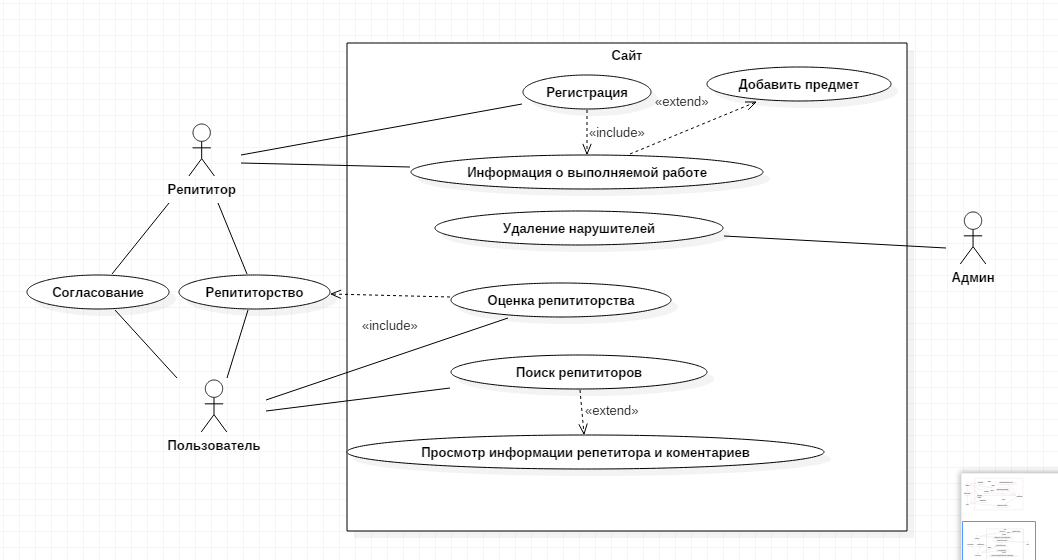 Сайт
Регистрация
«extend»
Добавить предмет
«include»
Информация о выполняемой работе
Репититор
Удаление нарушителей
Админ
Согласование
Репититорство
Оценка репититорства
«include»
Поиск репититоров
«extend»
Пользователь
Просмотр информации репетитора и коментариев